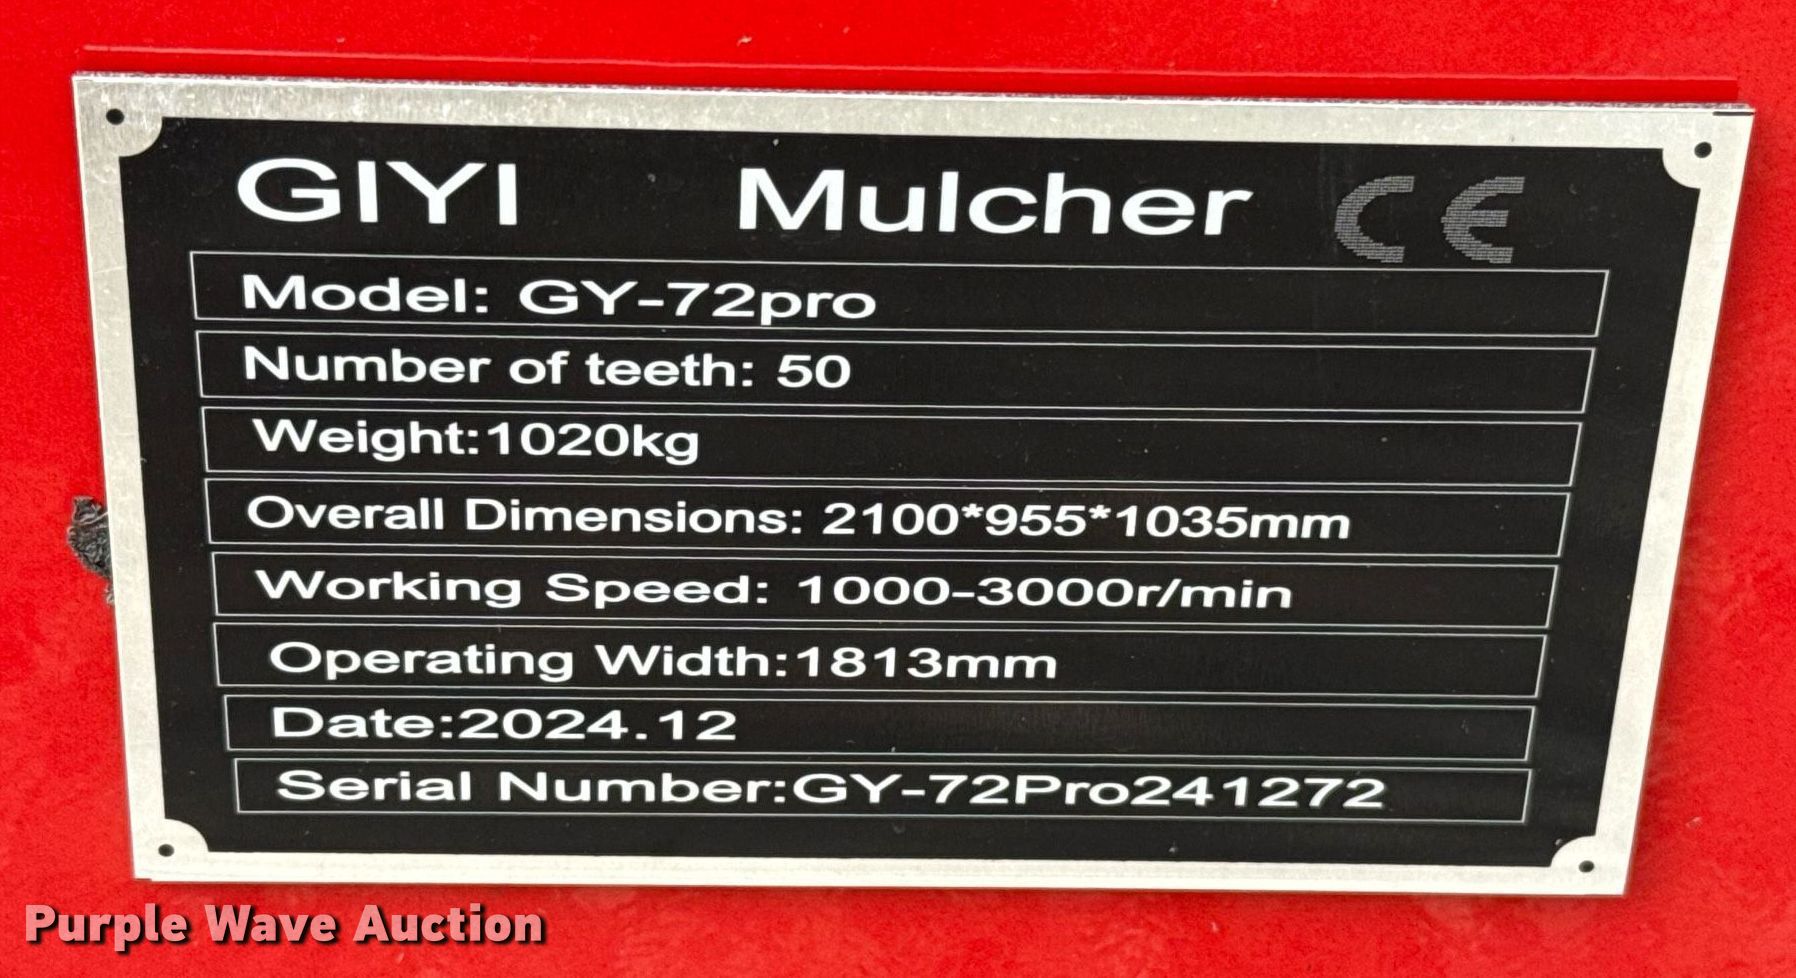 GIYI Mulcher CE
Model: GY-72pro
Number of teeth: 50
Weight:1020kg
Overall Dimensions: 2100*955*1035mm
Working Speed: 1000-3000r/min
Operating Width:1813mm
Date:2024.12
Serial Number:GY-72Pro241272
Purple Wave Auction